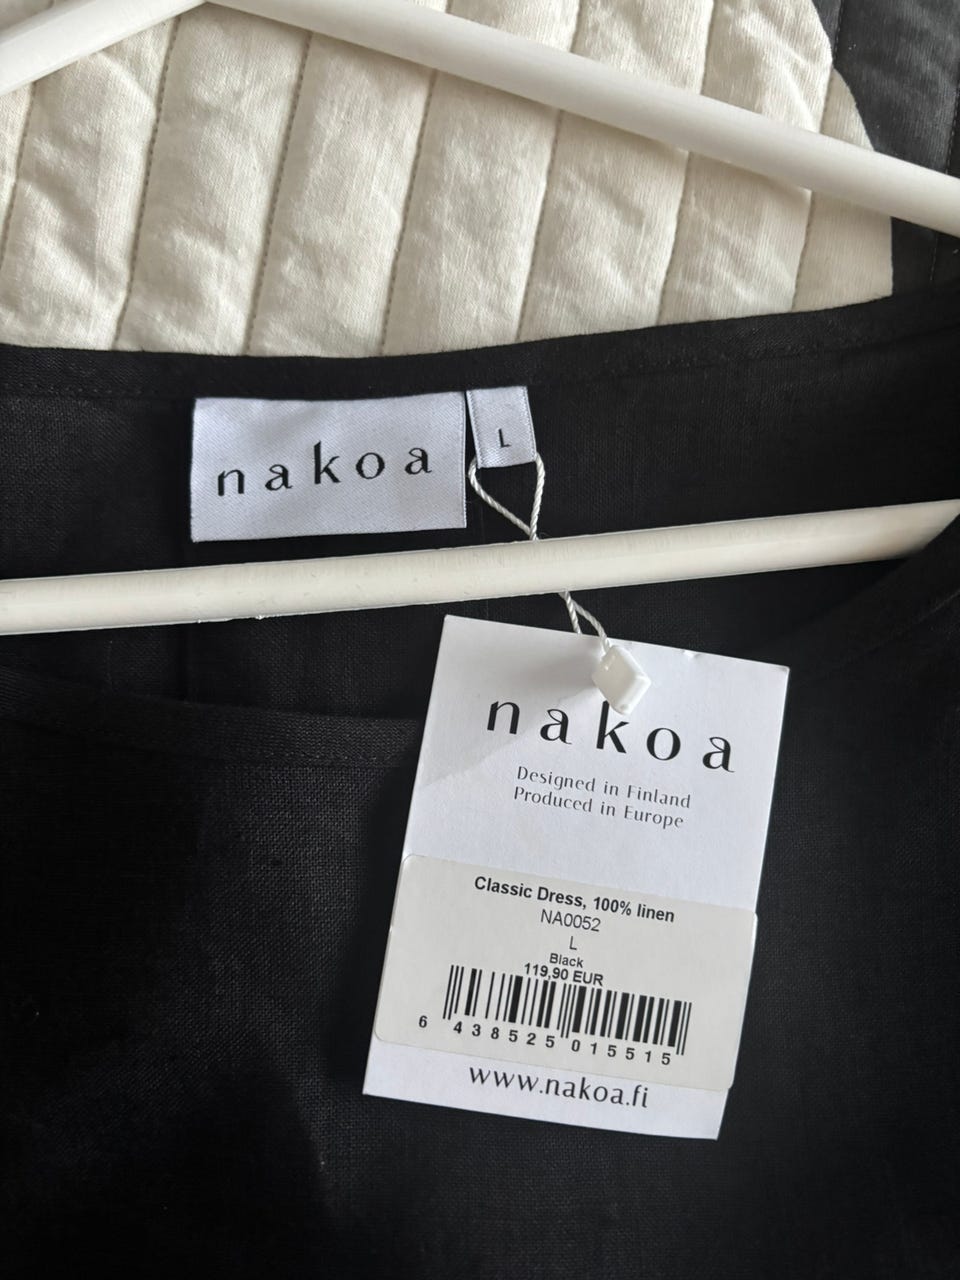 nakoa
L
nakoa
Designed in Finland
Produced in Europe
Classic Dress, 100% linen
NA0052
L
Black
119,90 EUR
6 438525 015515
www.nakoa.fi